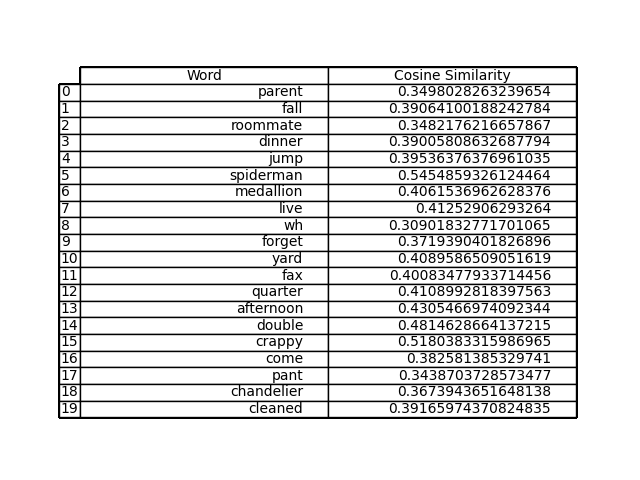 Word Cosine Similarity
0 parent 0.3498028263239654
1 fall 0.39064100188242784
2 roommate 0.3482176216657867
3 dinner 0.39005808632687794
4 jump 0.39536376376961035
5 spiderman 0.5454859326124464
6 medallion 0.4061536962628376
7 live 0.41252906293264
8 wh 0.30901832771701065
9 forget 0.3719390401826896
10 yard 0.4089586509051619
11 fax 0.40083477933714456
12 quarter 0.4108992818397563
13 afternoon 0.4305466974092344
14 double 0.4814628664137215
15 crappy 0.5180383315986965
16 come 0.382581385329741
17 pant 0.3438703728573477
18 chandelier 0.3673943651648138
19 cleaned 0.39165974370824835